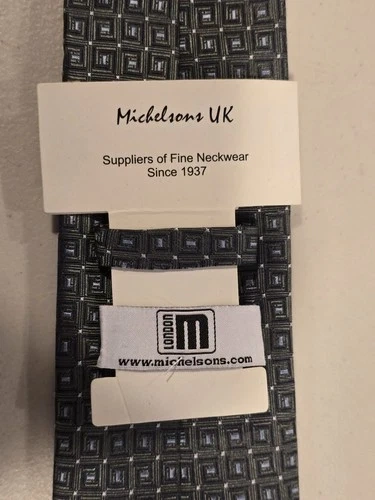 Michelsons UK
Suppliers of Fine Neckwear
Since 1937
LONDON
m
www.michelsons.com